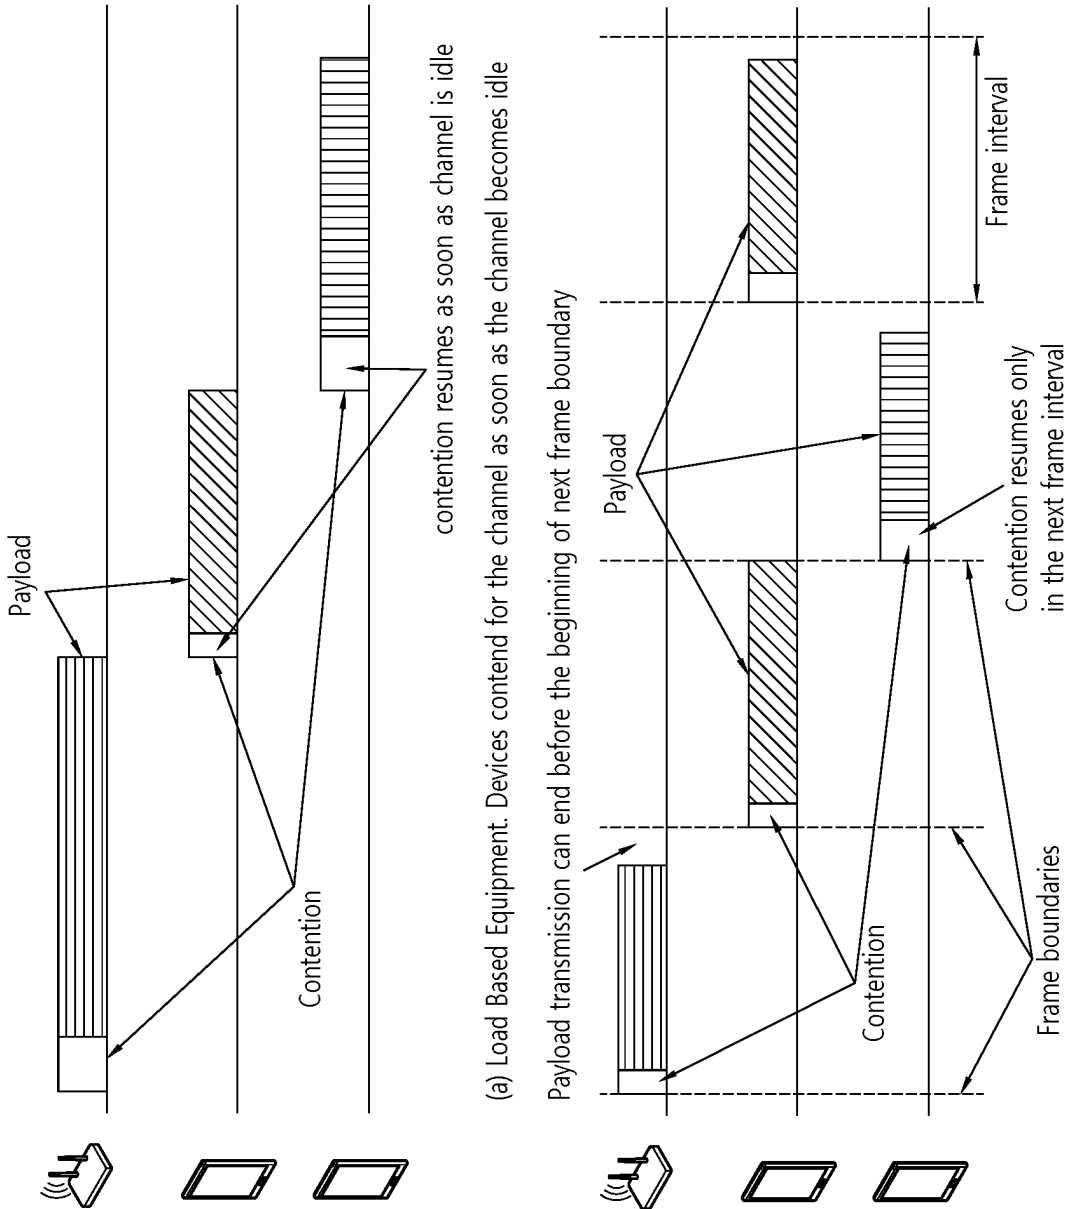 Payload
Contention
contention resumes as soon as channel is idle
(a) Load Based Equipment. Devices contend for the channel as soon as the channel becomes idle
Payload transmission can end before the beginning of next frame boundary
Payload
Contention
Frame boundaries
Contention resumes only
in the next frame interval
Frame interval